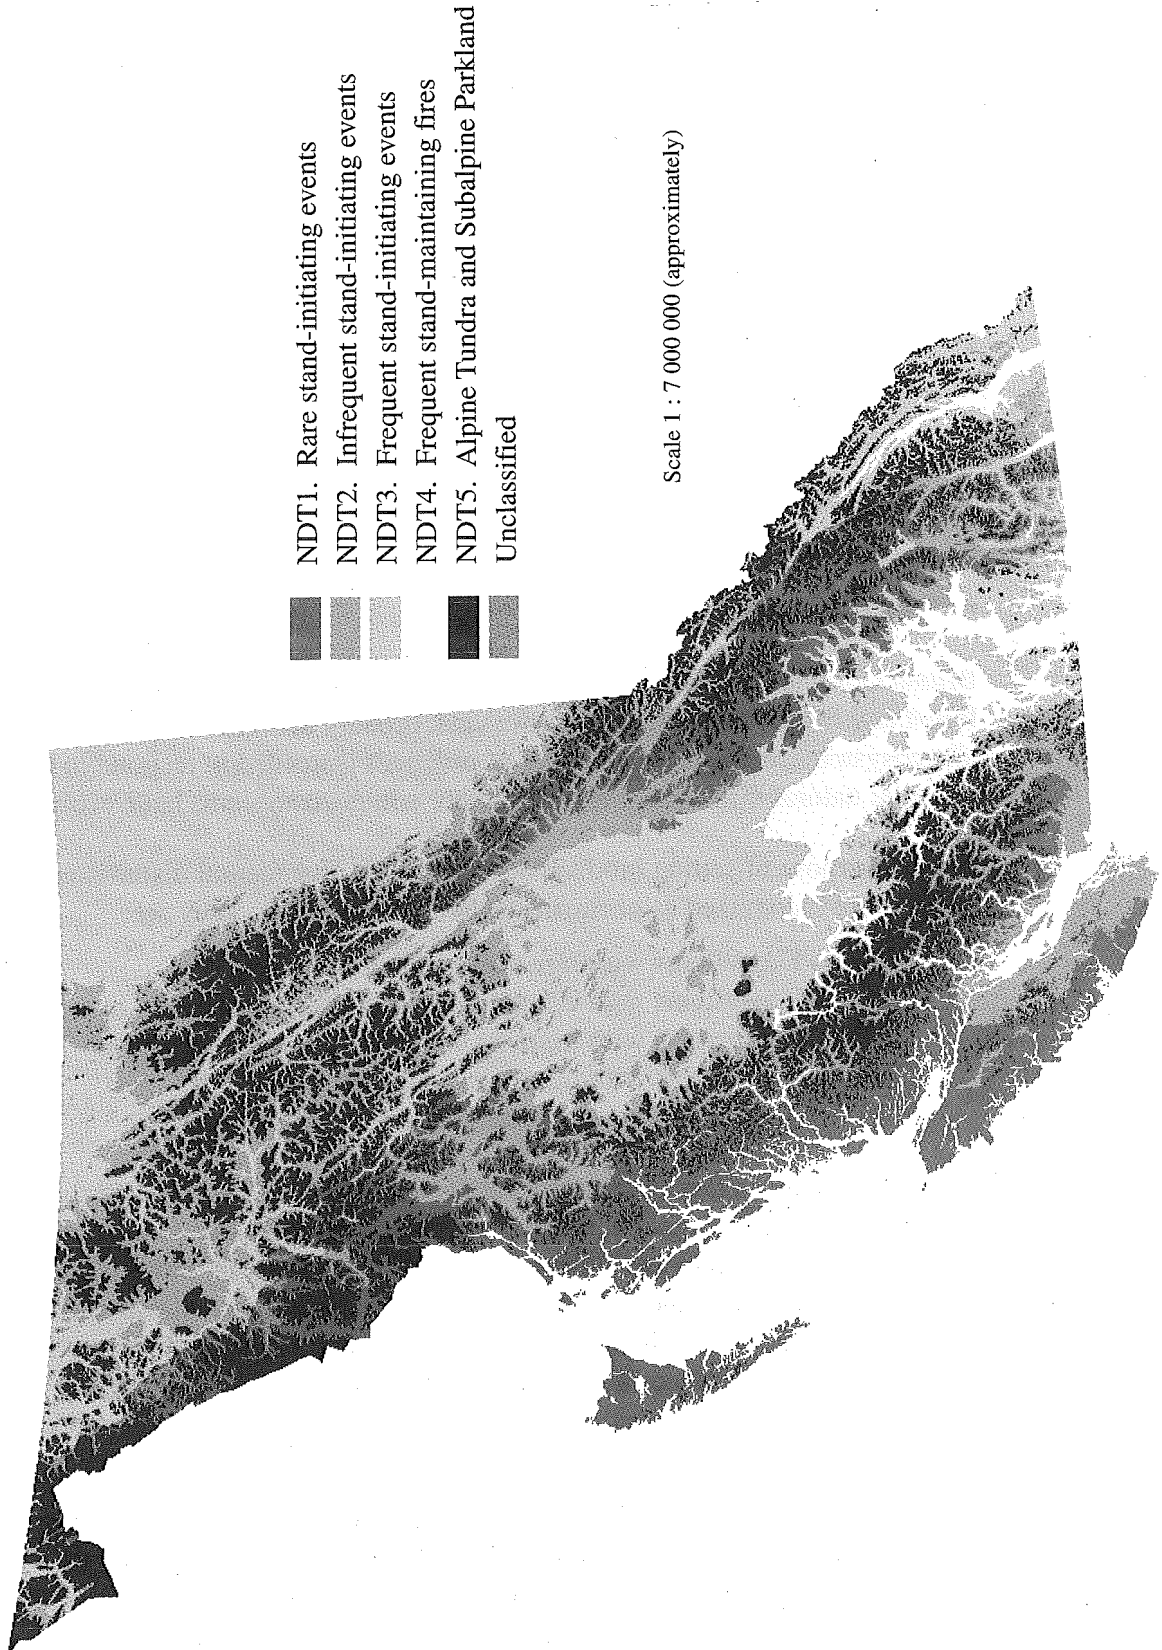 NDT1. Rare stand-initiating events
NDT2. Infrequent stand-initiating events
NDT3. Frequent stand-initiating events
NDT4. Frequent stand-maintaining fires
NDT5. Alpine Tundra and Subalpine Parkland
Unclassified
Scale 1 : 7 000 000 (approximately)